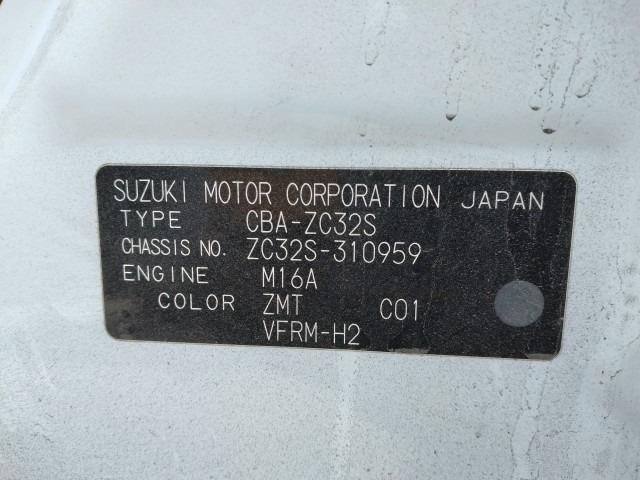 SUZUKI MOTOR CORPORATION JAPAN
TYPE CBA-ZC32S
CHASSIS NO. ZC32S-310959
ENGINE M16A
COLOR ZMT C01
VFRM-H2